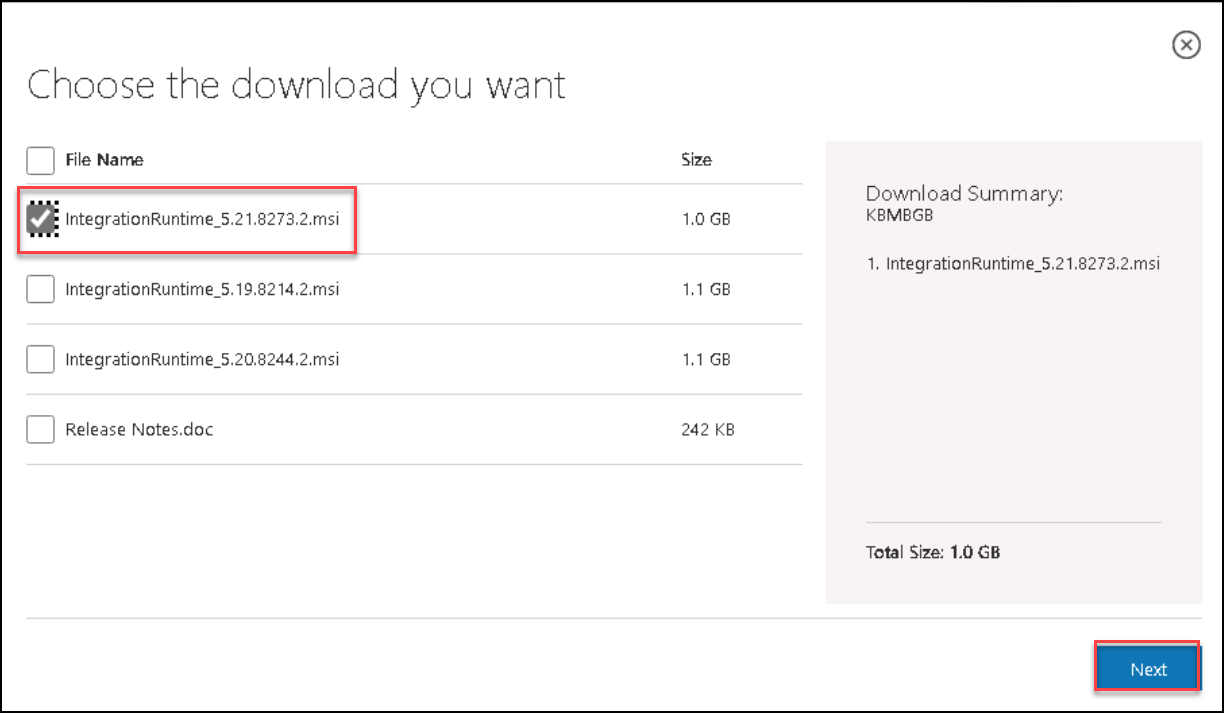 Choose the download you want
File Name Size
IntegrationRuntime_5.21.8273.2.msi 1.0 GB
IntegrationRuntime_5.19.8214.2.msi 1.1 GB
IntegrationRuntime_5.20.8244.2.msi 1.1 GB
Release Notes.doc 242 KB
Download Summary:
KBMBGB
1. IntegrationRuntime_5.21.8273.2.msi
Total Size: 1.0 GB
Next